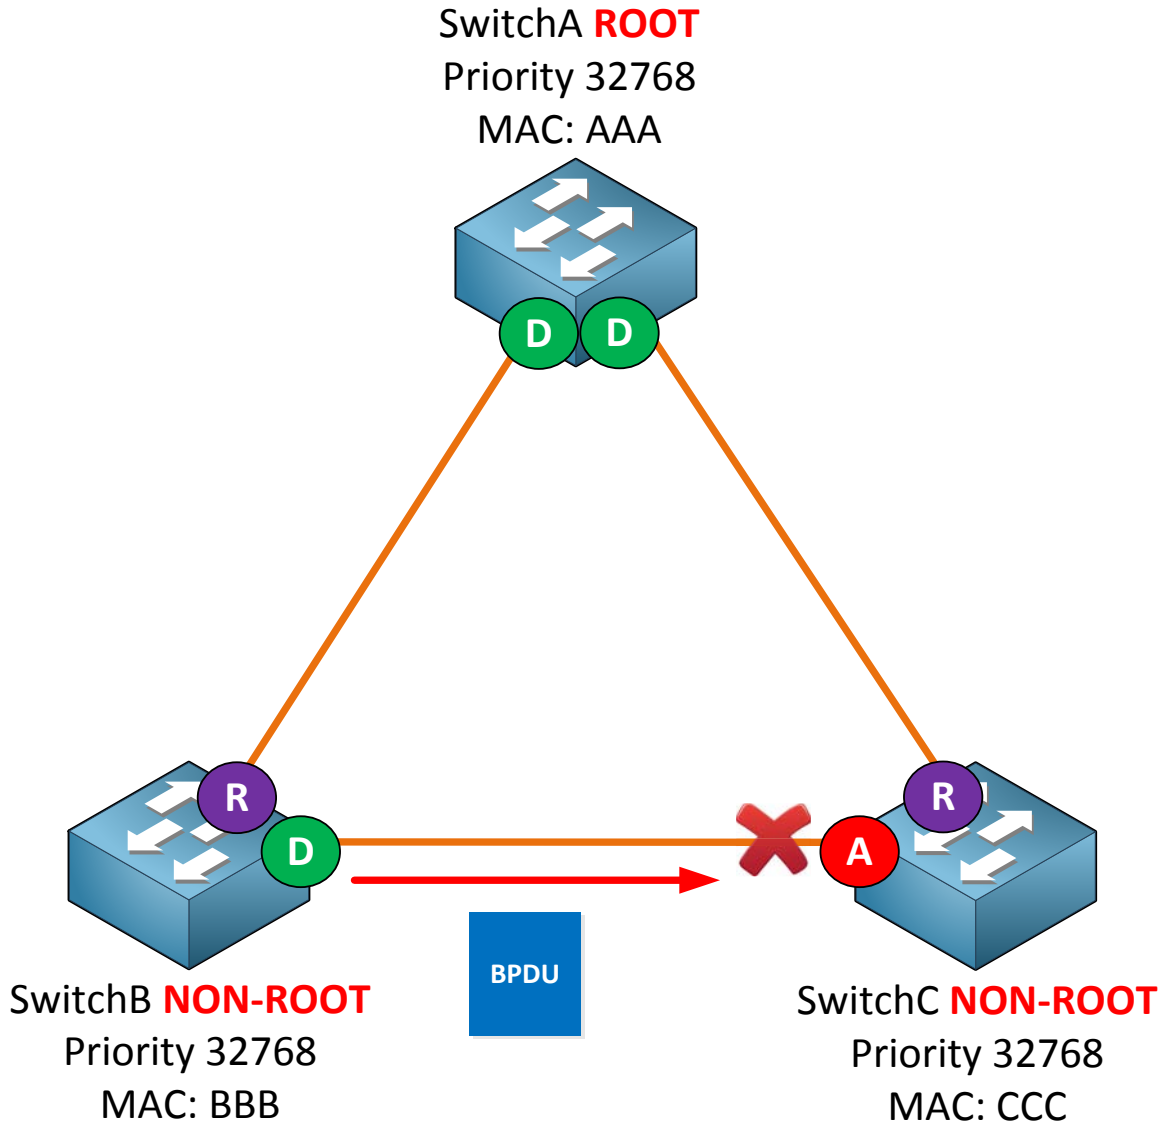 SwitchA ROOT
Priority 32768
MAC: AAA
D D
R
R
D
A
BPDU
SwitchB NON-ROOT
Priority 32768
MAC: BBB
SwitchC NON-ROOT
Priority 32768
MAC: CCC